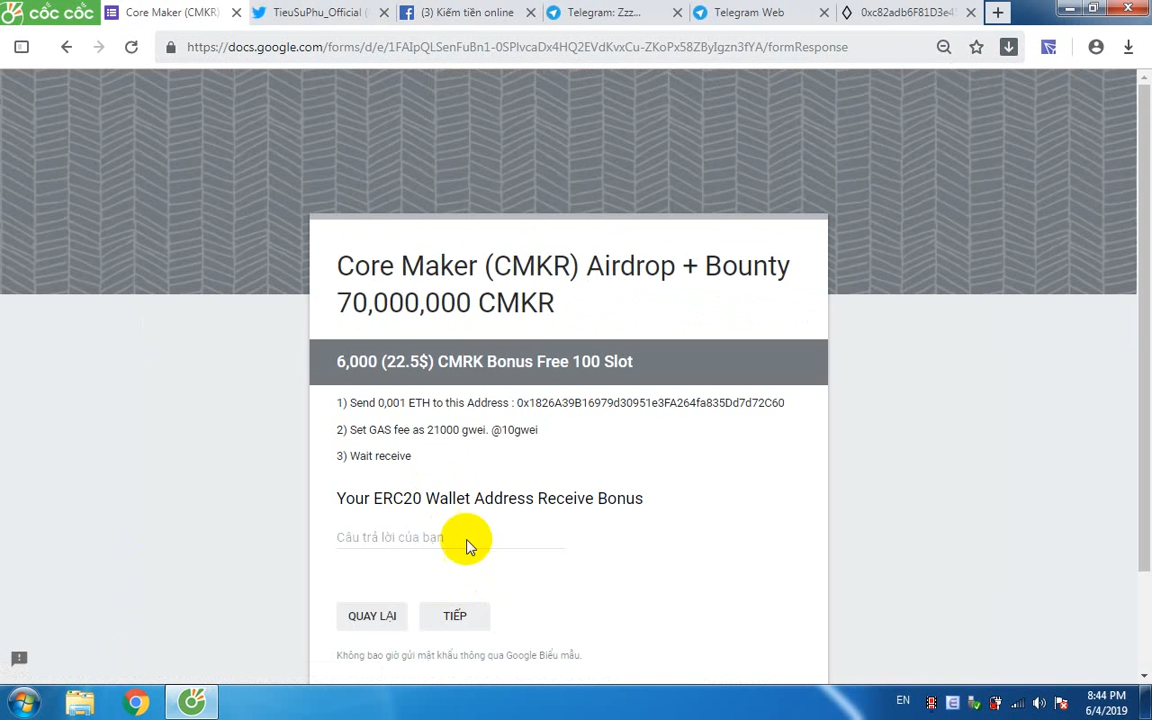 cốc cốc
Core Maker (CMKR)
TieuSuPhu_Official (
(3) Kiếm tiền online
Telegram: Zzz...
Telegram Web
0xc82adb6F81D3e45
https://docs.google.com/forms/d/e/1FAIpQLSenFuBn1-0SPlvcaDx4HQ2EVdKvxCu-ZKoPx58ZByIgzn3fYA/formResponse
Core Maker (CMKR) Airdrop + Bounty
70,000,000 CMKR
6,000 (22.5$) CMRK Bonus Free 100 Slot
1) Send 0,001 ETH to this Address : 0x1826A39B16979d30951e3FA264fa835Dd7d72C60
2) Set GAS fee as 21000 gwei. @10gwei
3) Wait receive
Your ERC20 Wallet Address Receive Bonus
Câu trả lời của bạn
QUAY LẠI
TIẾP
Không bao giờ gửi mật khẩu thông qua Google Biểu mẫu.
EN
8:44 PM
6/4/2019